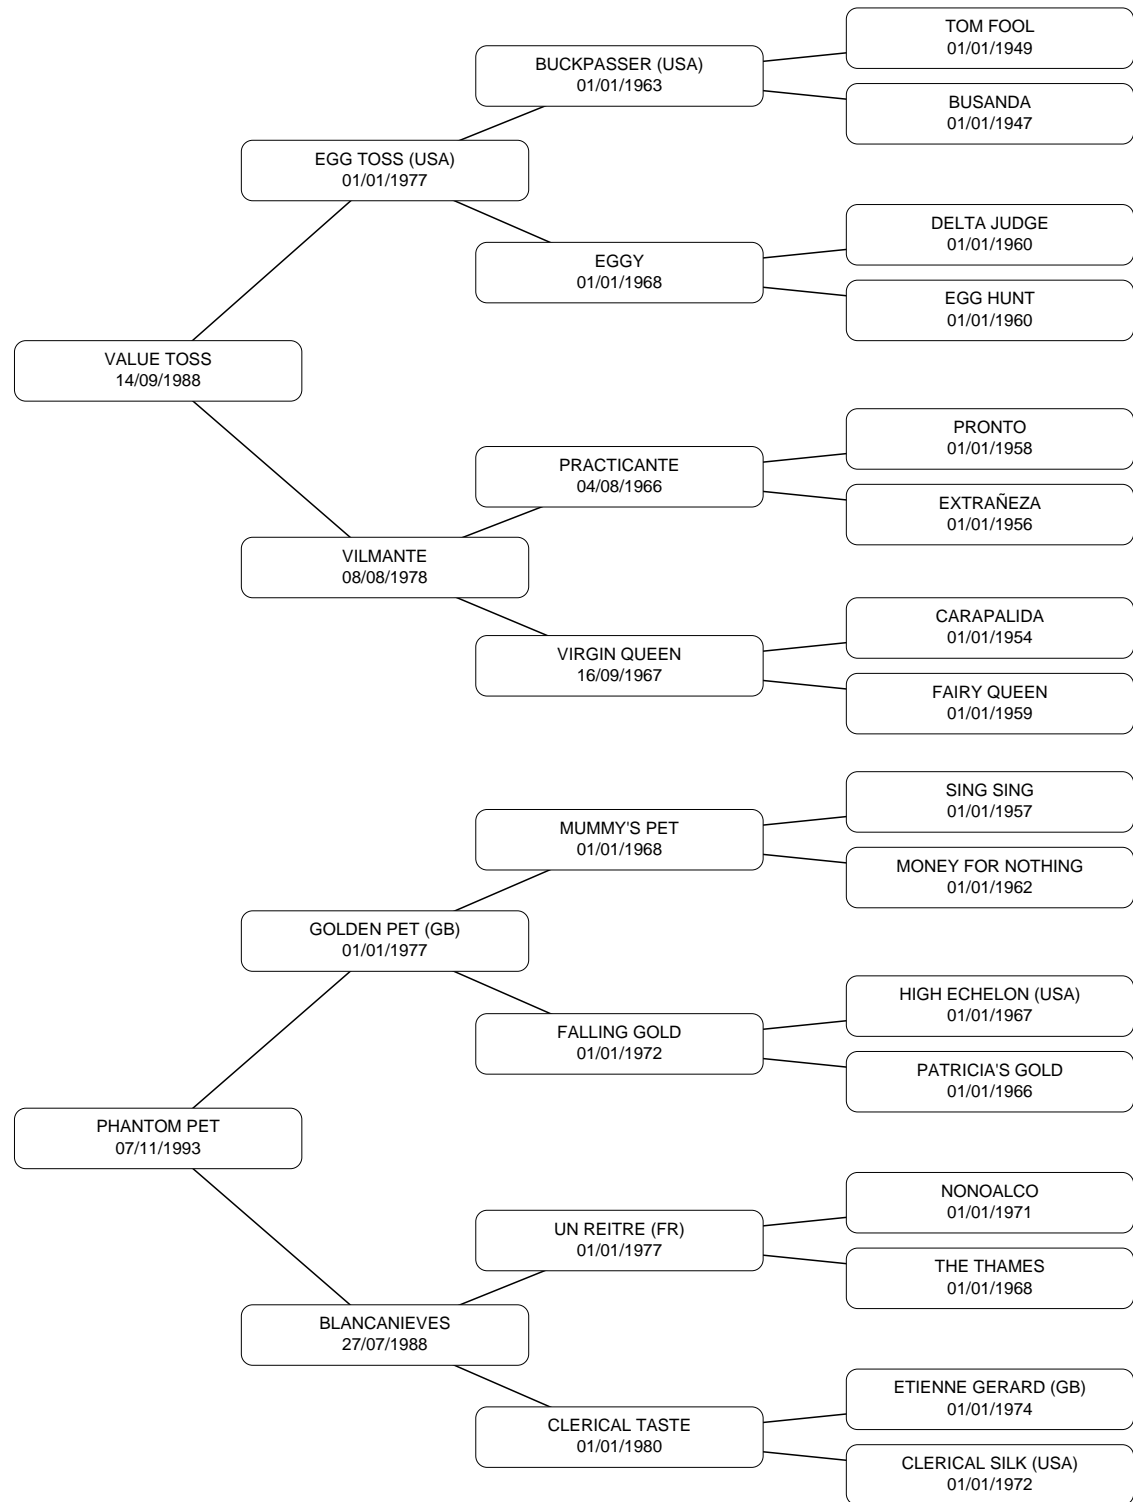 TOM FOOL
01/01/1949
BUCKPASSER (USA)
01/01/1963
BUSANDA
01/01/1947
EGG TOSS (USA)
01/01/1977
DELTA JUDGE
01/01/1960
EGGY
01/01/1968
EGG HUNT
01/01/1960
VALUE TOSS
14/09/1988
PRONTO
01/01/1958
PRACTICANTE
04/08/1966
EXTRAÑEZA
01/01/1956
VILMANTE
08/08/1978
CARAPALIDA
01/01/1954
VIRGIN QUEEN
16/09/1967
FAIRY QUEEN
01/01/1959
SING SING
01/01/1957
MUMMY'S PET
01/01/1968
MONEY FOR NOTHING
01/01/1962
GOLDEN PET (GB)
01/01/1977
HIGH ECHELON (USA)
01/01/1967
FALLING GOLD
01/01/1972
PATRICIA'S GOLD
01/01/1966
PHANTOM PET
07/11/1993
NONOALCO
01/01/1971
UN REITRE (FR)
01/01/1977
THE THAMES
01/01/1968
BLANCANIEVES
27/07/1988
ETIENNE GERARD (GB)
01/01/1974
CLERICAL TASTE
01/01/1980
CLERICAL SILK (USA)
01/01/1972